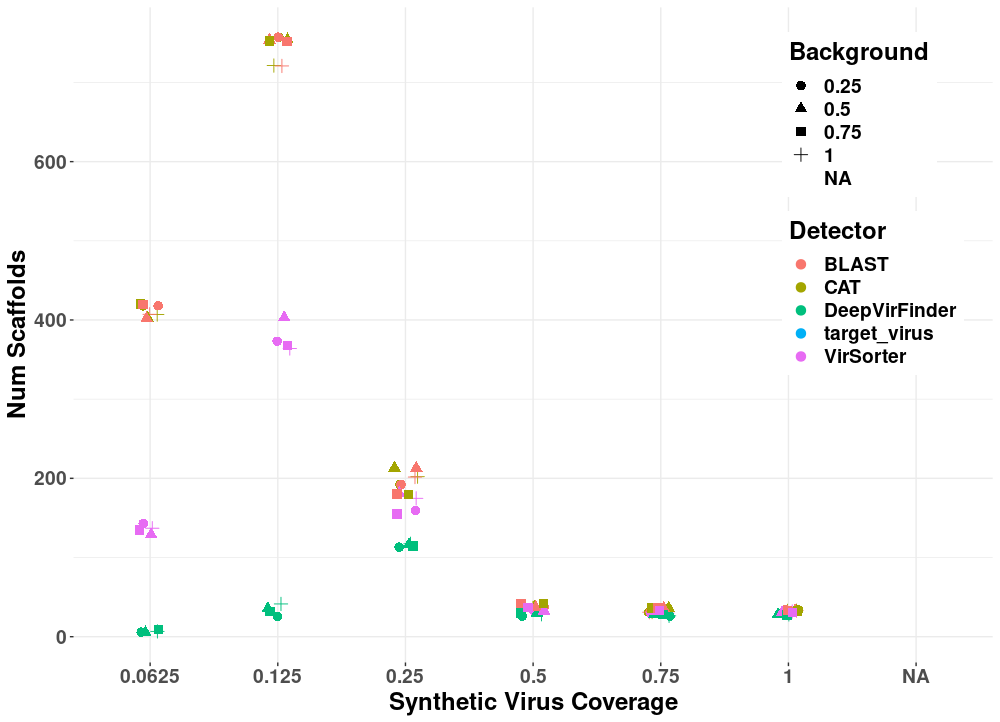 Background
0.25
0.5
0.75
1
NA
Detector
BLAST
CAT
DeepVirFinder
target_virus
VirSorter
Num Scaffolds
600
400
200
0
0.0625 0.125 0.25 0.5 0.75 1 NA
Synthetic Virus Coverage